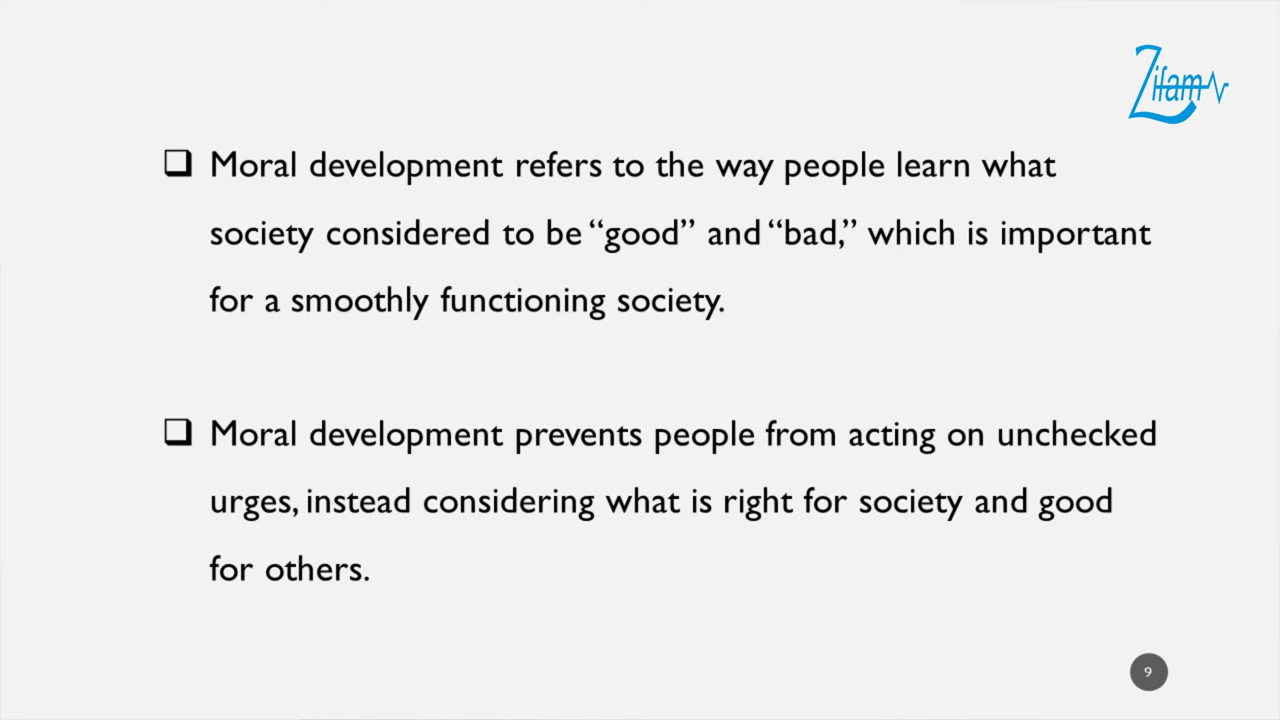 Zifam
Moral development refers to the way people learn what
society considered to be “good” and “bad,” which is important
for a smoothly functioning society.
Moral development prevents people from acting on unchecked
urges, instead considering what is right for society and good
for others.
9